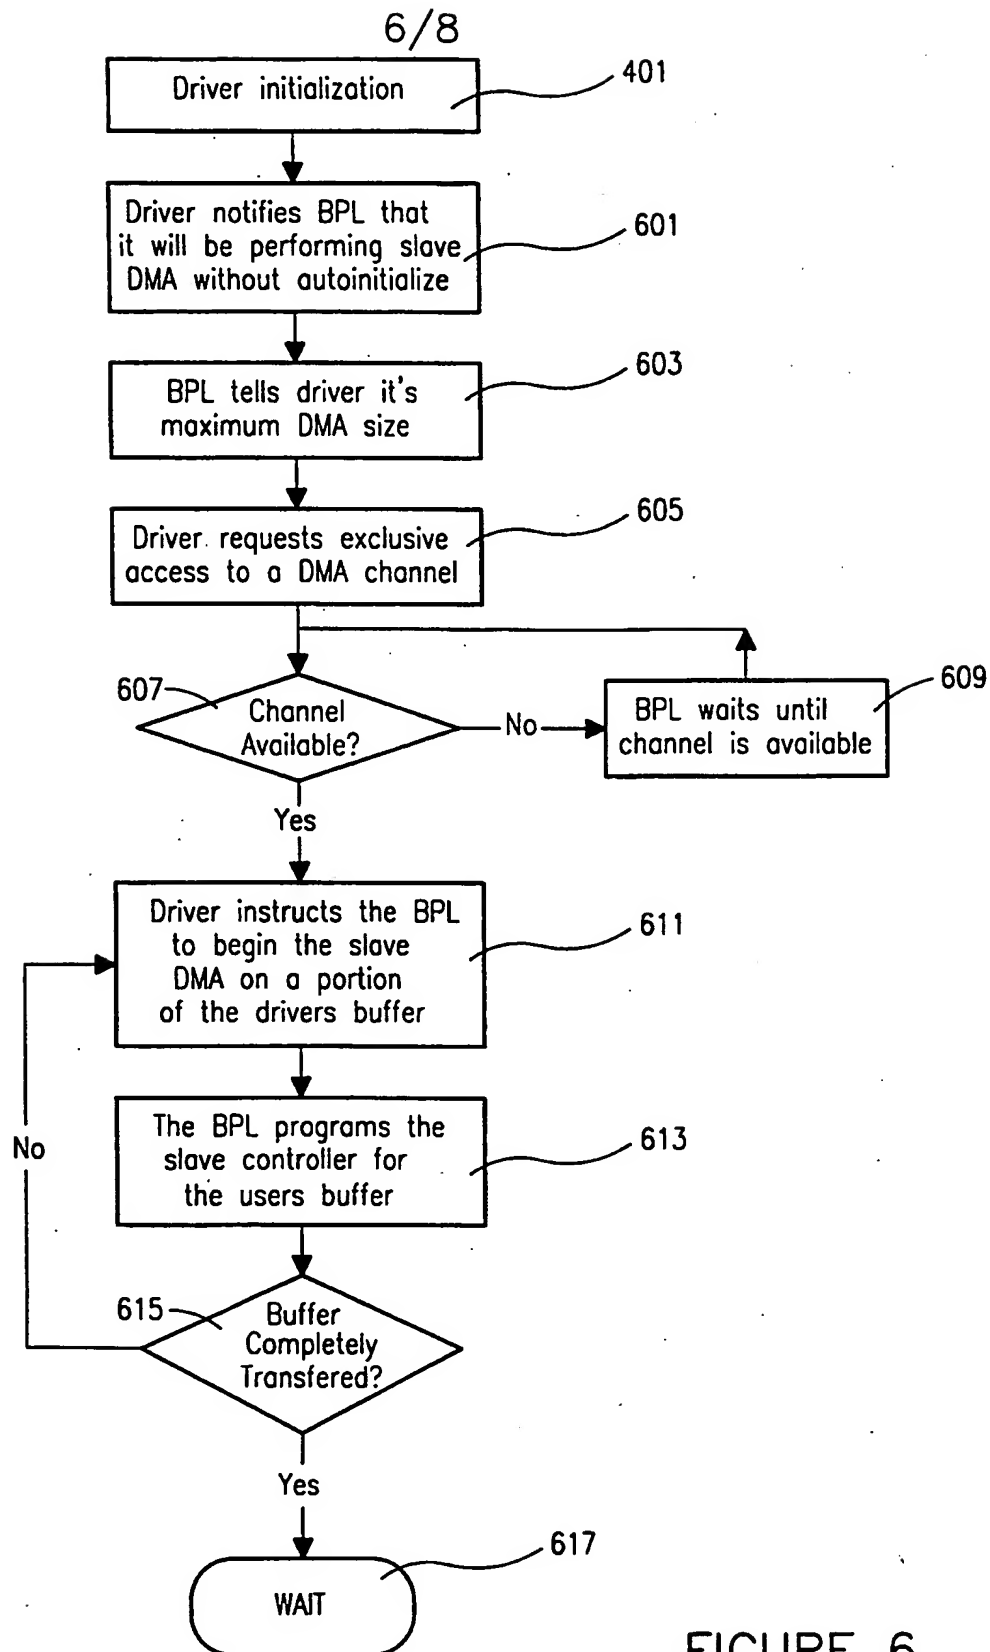 6/8
Driver initialization
401
Driver notifies BPL that
it will be performing slave
DMA without autoinitialize
601
BPL tells driver it's
maximum DMA size
603
Driver requests exclusive
access to a DMA channel
605
607
Channel
Available?
No
BPL waits until
channel is available
609
Yes
Driver instructs the BPL
to begin the slave
DMA on a portion
of the drivers buffer
611
No
The BPL programs the
slave controller for
the users buffer
613
615
Buffer
Completely
Transfered?
Yes
WAIT
617
FIGURE 6